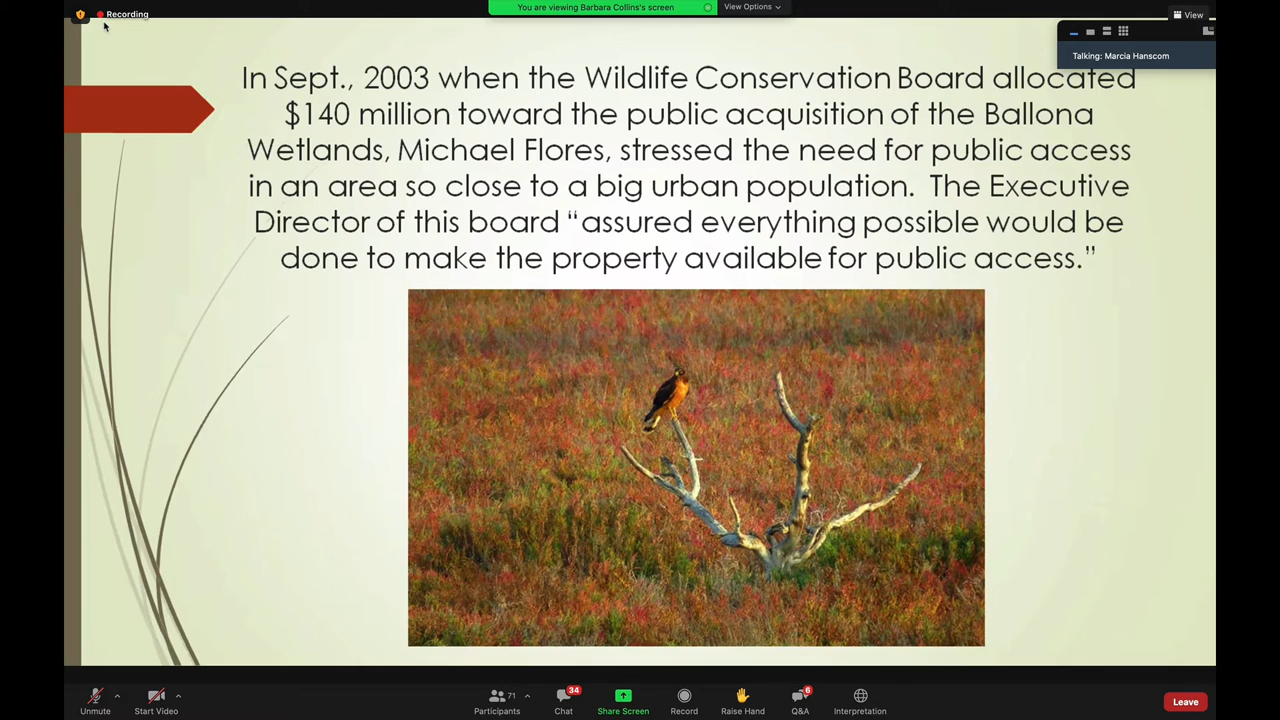 Recording
You are viewing Barbara Collins's screen
View Options
View
Talking: Marcia Hanscom
In Sept., 2003 when the Wildlife Conservation Board allocated
$140 million toward the public acquisition of the Ballona
Wetlands, Michael Flores, stressed the need for public access
in an area so close to a big urban population. The Executive
Director of this board “assured everything possible would be
done to make the property available for public access.”
Unmute
Start Video
71
Participants
34
Chat
Share Screen
Record
Raise Hand
6
Q&A
Interpretation
Leave